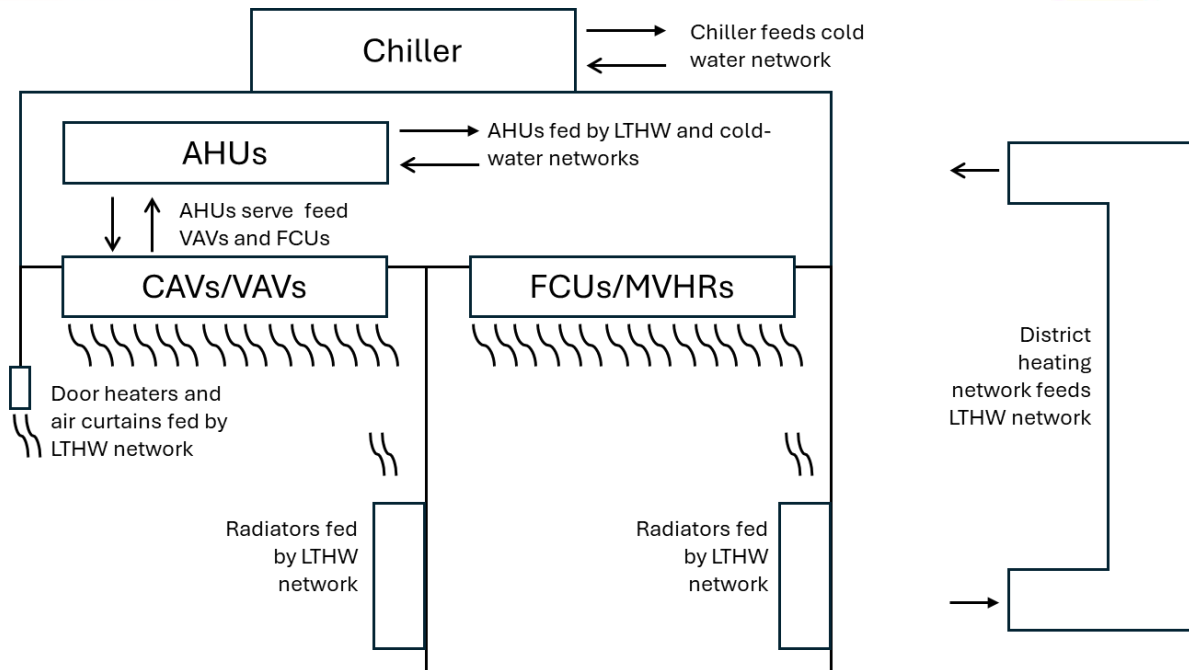 Chiller
Chiller feeds cold
water network
AHUs
AHUs fed by LTHW and cold-
water networks
AHUs serve feed
VAVs and FCUs
CAVs/VAVs
FCUs/MVHRs
Door heaters and
air curtains fed by
LTHW network
Radiators fed
by LTHW
network
Radiators fed
by LTHW
network
District
heating
network feeds
LTHW network